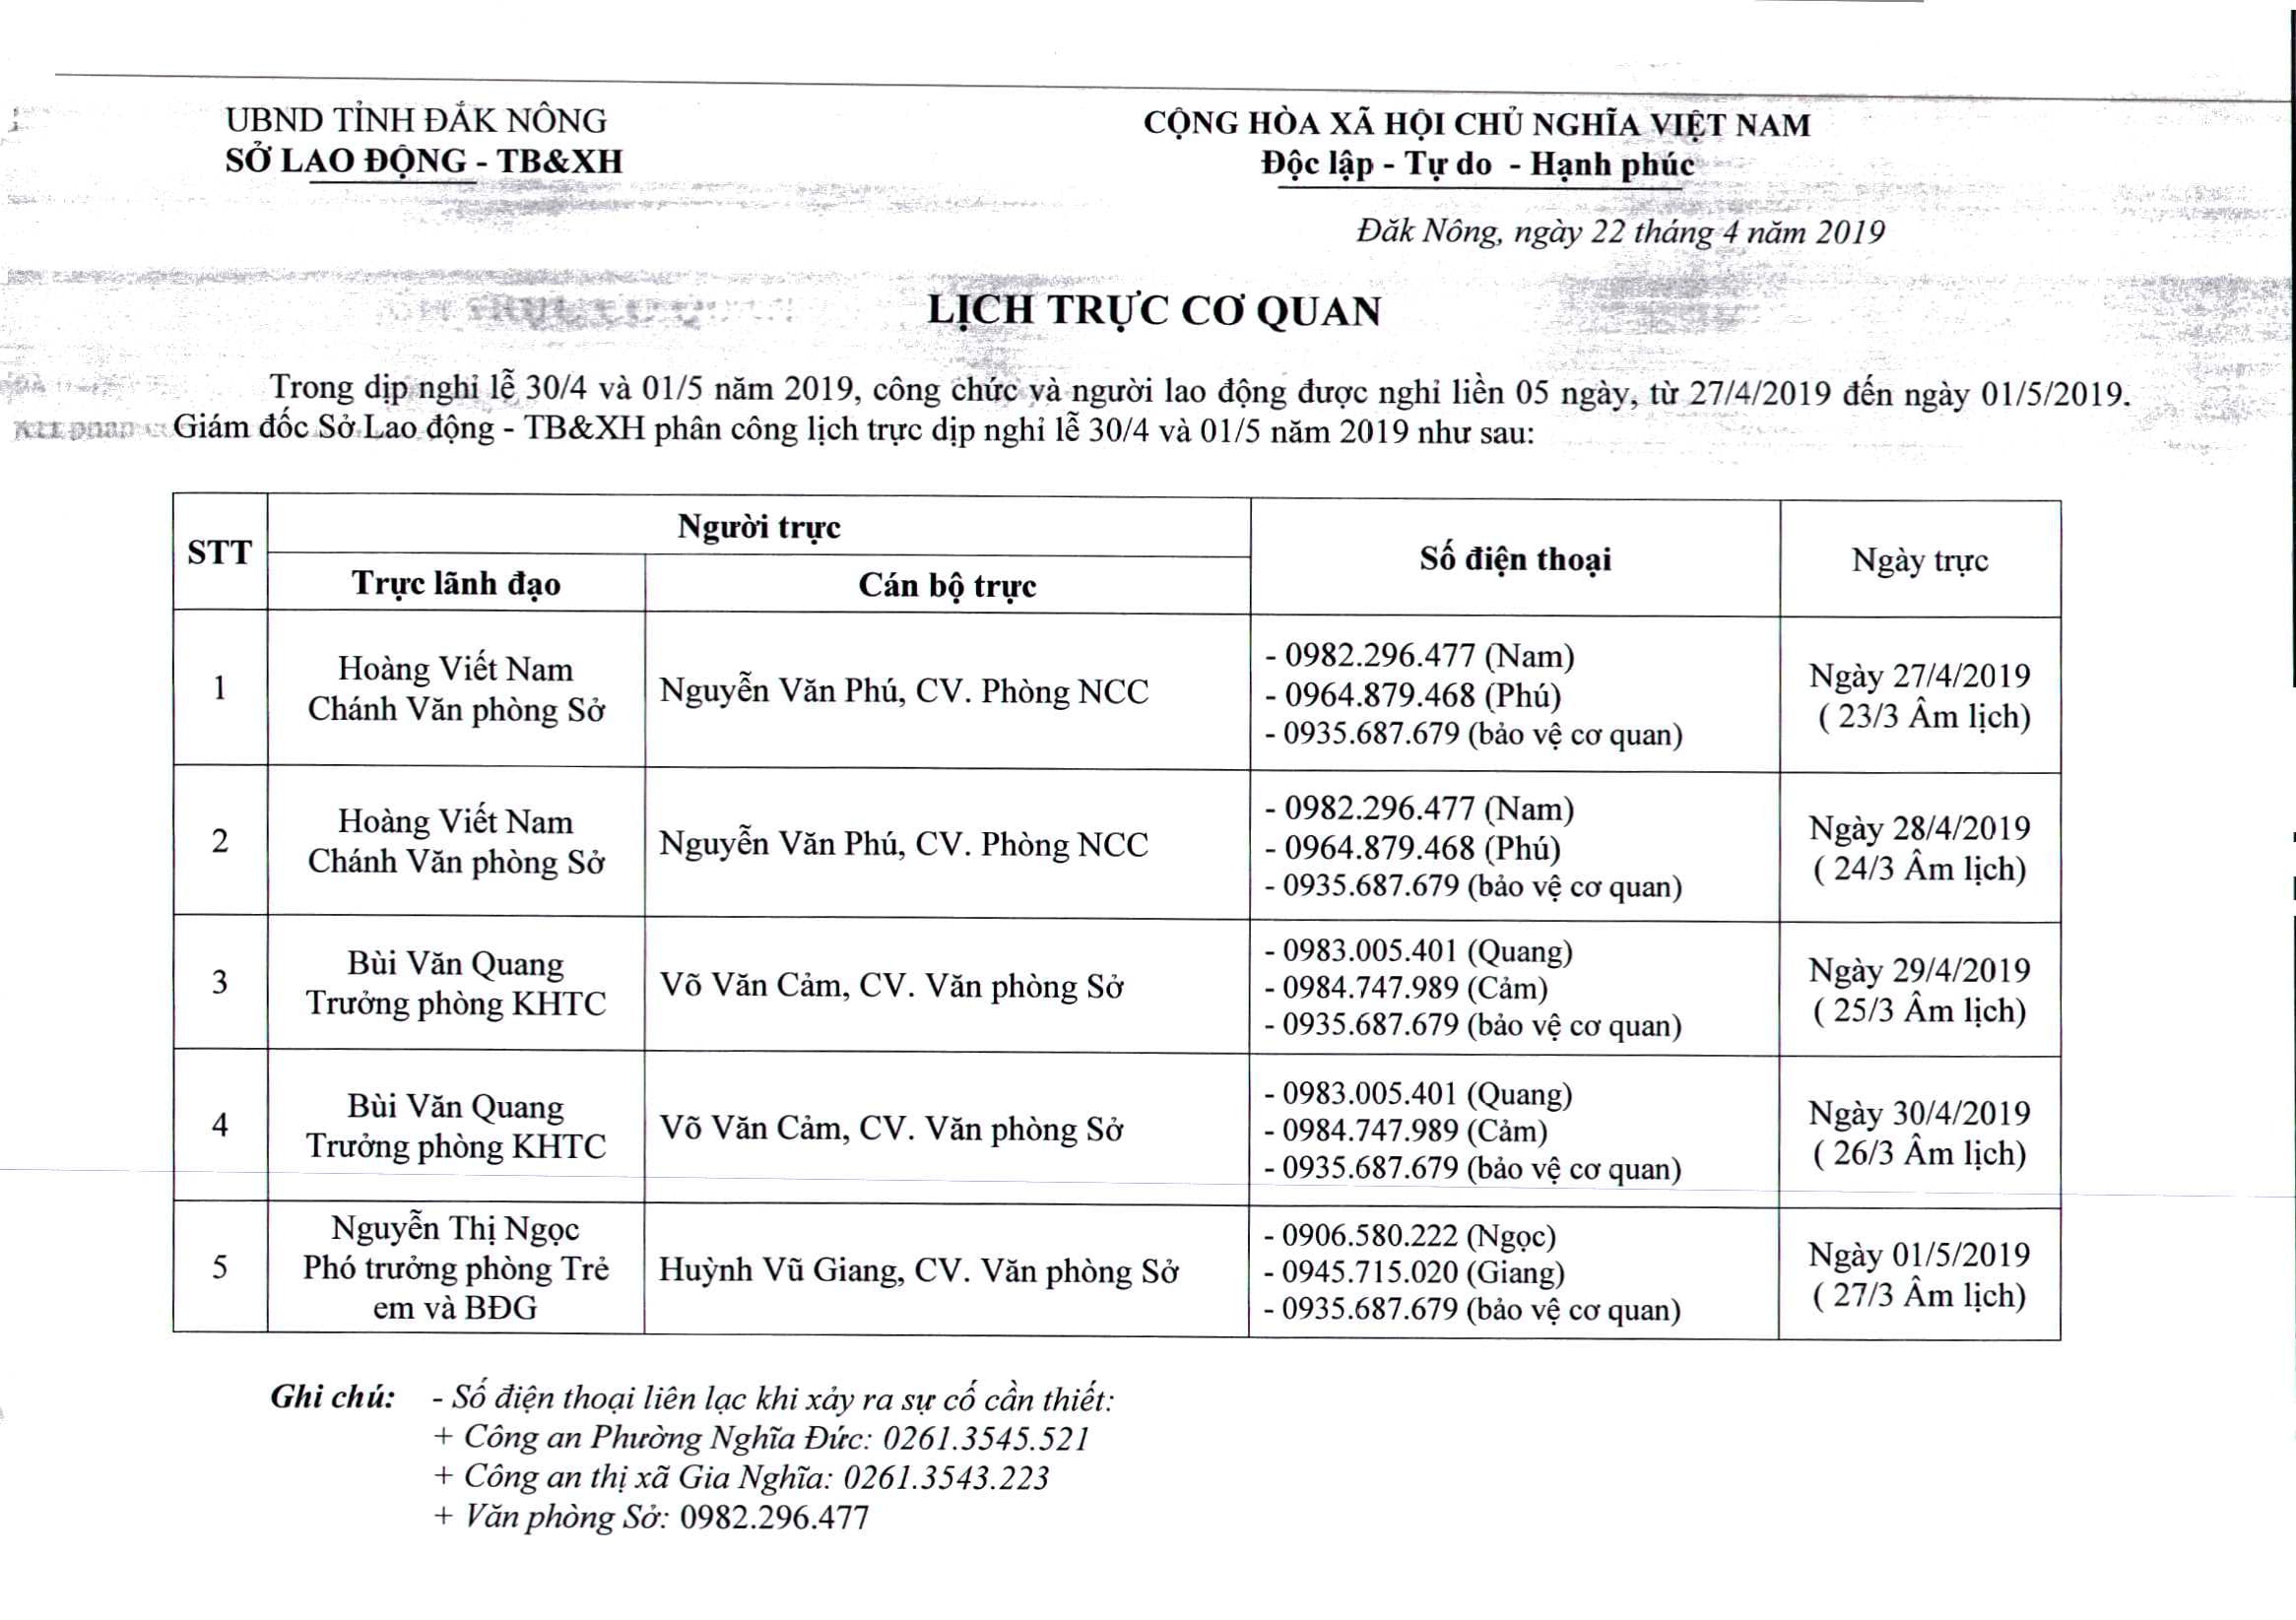 UBND TỈNH ĐẮK NÔNG
SỞ LAO ĐỘNG - TB&XH
CỘNG HÒA XÃ HỘI CHỦ NGHĨA VIỆT NAM
Độc lập - Tự do - Hạnh phúc
Đăk Nông, ngày 22 tháng 4 năm 2019
LỊCH TRỰC CƠ QUAN
Trong dịp nghỉ lễ 30/4 và 01/5 năm 2019, công chức và người lao động được nghỉ liền 05 ngày, từ 27/4/2019 đến ngày 01/5/2019.
Giám đốc Sở Lao động - TB&XH phân công lịch trực dịp nghỉ lễ 30/4 và 01/5 năm 2019 như sau:
STT
Người trực
Số điện thoại
Ngày trực
Trực lãnh đạo
Cán bộ trực
1
Hoàng Viết Nam
Chánh Văn phòng Sở
Nguyễn Văn Phú, CV. Phòng NCC
- 0982.296.477 (Nam)
- 0964.879.468 (Phú)
- 0935.687.679 (bảo vệ cơ quan)
Ngày 27/4/2019
( 23/3 Âm lịch)
2
Hoàng Viết Nam
Chánh Văn phòng Sở
Nguyễn Văn Phú, CV. Phòng NCC
- 0982.296.477 (Nam)
- 0964.879.468 (Phú)
- 0935.687.679 (bảo vệ cơ quan)
Ngày 28/4/2019
( 24/3 Âm lịch)
3
Bùi Văn Quang
Trưởng phòng KHTC
Võ Văn Cảm, CV. Văn phòng Sở
- 0983.005.401 (Quang)
- 0984.747.989 (Cảm)
- 0935.687.679 (bảo vệ cơ quan)
Ngày 29/4/2019
( 25/3 Âm lịch)
4
Bùi Văn Quang
Trưởng phòng KHTC
Võ Văn Cảm, CV. Văn phòng Sở
- 0983.005.401 (Quang)
- 0984.747.989 (Cảm)
- 0935.687.679 (bảo vệ cơ quan)
Ngày 30/4/2019
( 26/3 Âm lịch)
5
Nguyễn Thị Ngọc
Phó trưởng phòng Trẻ
em và BĐG
Huỳnh Vũ Giang, CV. Văn phòng Sở
- 0906.580.222 (Ngọc)
- 0945.715.020 (Giang)
- 0935.687.679 (bảo vệ cơ quan)
Ngày 01/5/2019
( 27/3 Âm lịch)
Ghi chú: - Số điện thoại liên lạc khi xảy ra sự cố cần thiết:
+ Công an Phường Nghĩa Đức: 0261.3545.521
+ Công an thị xã Gia Nghĩa: 0261.3543.223
+ Văn phòng Sở: 0982.296.477